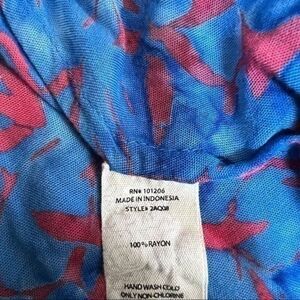 RN# 101206
MADE IN INDONESIA
STYLE# 2AQ08
100% RAYON
HAND WASH COLD
ONLY NON-CHLORINE